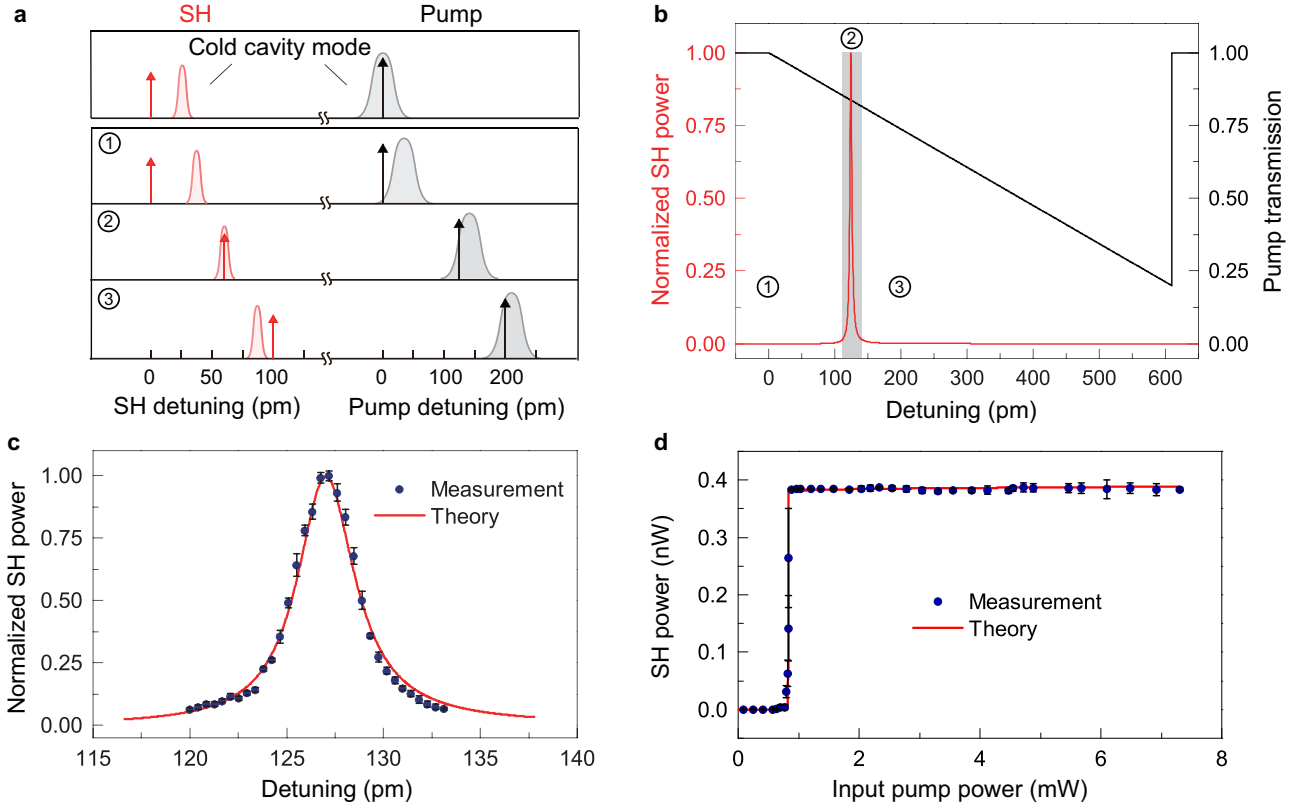 a
SH
Pump
Cold cavity mode
①
②
③
0 50 100 0 200
SH detuning (pm) Pump detuning (pm)
b
②
1.00 1.00
0.75 0.75
0.50 0.50
0.25 0.25
0.00 0.00
① ③
Normalized SH power
Pump transmission
0 100 200 300 400 500 600
Detuning (pm)
c
1.00
0.75
0.50
0.25
0.00
Normalized SH power
Measurement
Theory
115 120 125 130 135 140
Detuning (pm)
d
0.4
0.3
0.2
0.1
0.0
SH power (nW)
Measurement
Theory
0 2 4 6 8
Input pump power (mW)